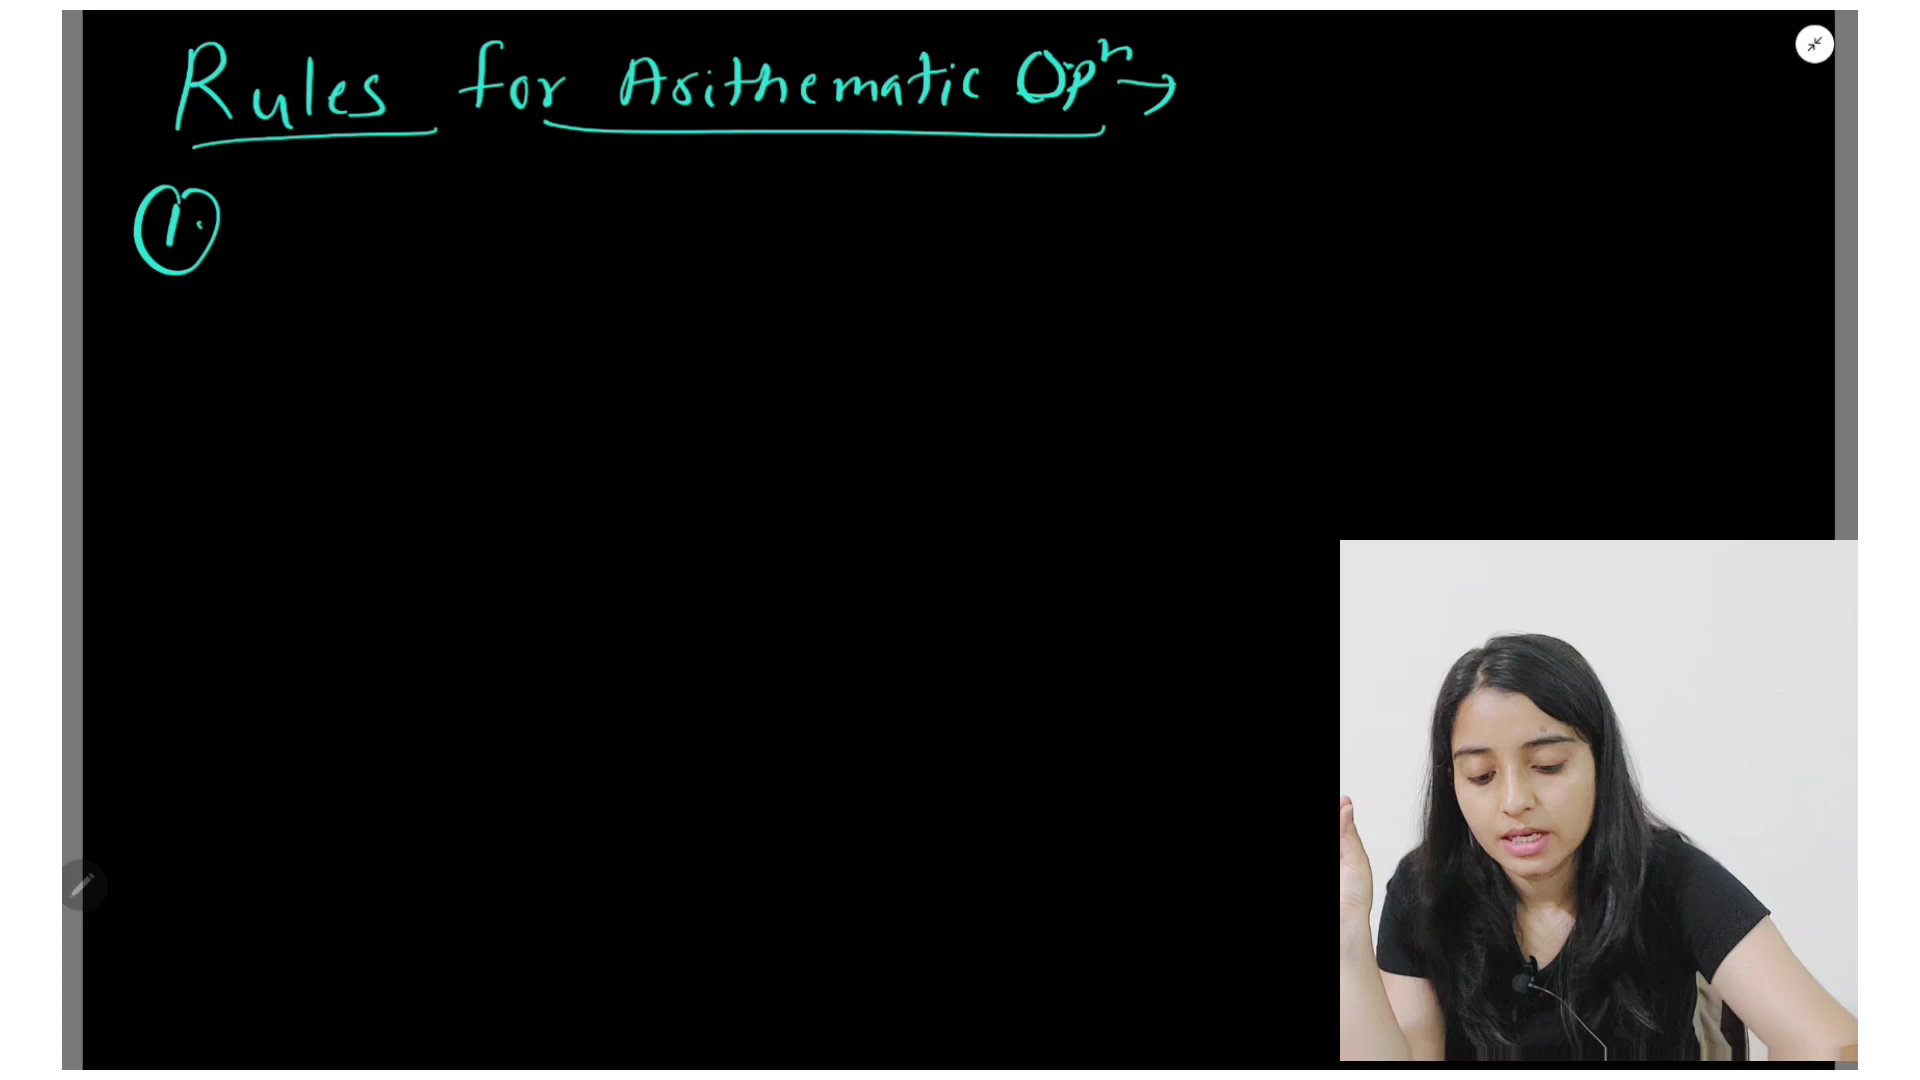 Rules for Arithematic Opⁿ →
1.